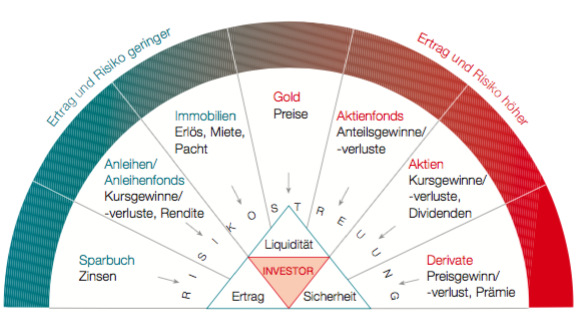 Ertrag und Risiko geringer
Ertrag und Risiko höher
Sparbuch
Zinsen
Anleihen/
Anleihenfonds
Kursgewinne/
-verluste, Rendite
Immobilien
Erlös, Miete,
Pacht
Gold
Preise
Aktienfonds
Anteilsgewinne/
-verluste
Aktien
Kursgewinne/
-verluste,
Dividenden
Derivate
Preisgewinn/
-verlust, Prämie
RISIKOSTREUUNG
Liquidität
INVESTOR
Ertrag
Sicherheit